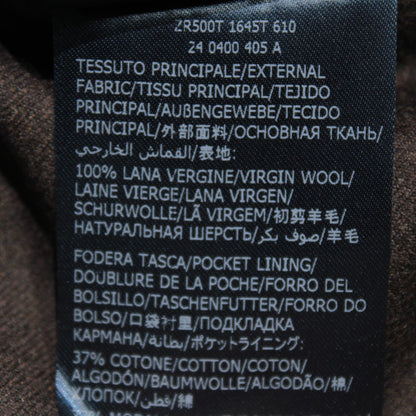 ZR500T 1645T 610
24 0400 405 A
TESSUTO PRINCIPALE/EXTERNAL
FABRIC/TISSU PRINCIPAL/TEJIDO
PRINCIPAL/AUßENGEWEBE/TECIDO
PRINCIPAL/外部面料/ОСНОВНАЯ ТКАНЬ/
القماش الخارجي/表地:
100% LANA VERGINE/VIRGIN WOOL/
LAINE VIERGE/LANA VIRGEN/
SCHURWOLLE/LÃ VIRGEM/初剪羊毛/
НАТУРАЛЬНАЯ ШЕРСТЬ/صوف بكر/羊毛
FODERA TASCA/POCKET LINING/
DOUBLURE DE LA POCHE/FORRO DEL
BOLSILLO/TASCHENFUTTER/FORRO DO
BOLSO/口袋衬里/ПОДКЛАДКА
КАРМАНА/بطانة/ポケットライニング:
37% COTONE/COTTON/COTON/
ALGODÓN/BAUMWOLLE/ALGODÃO/棉/
ХЛОПОК/قطن/綿